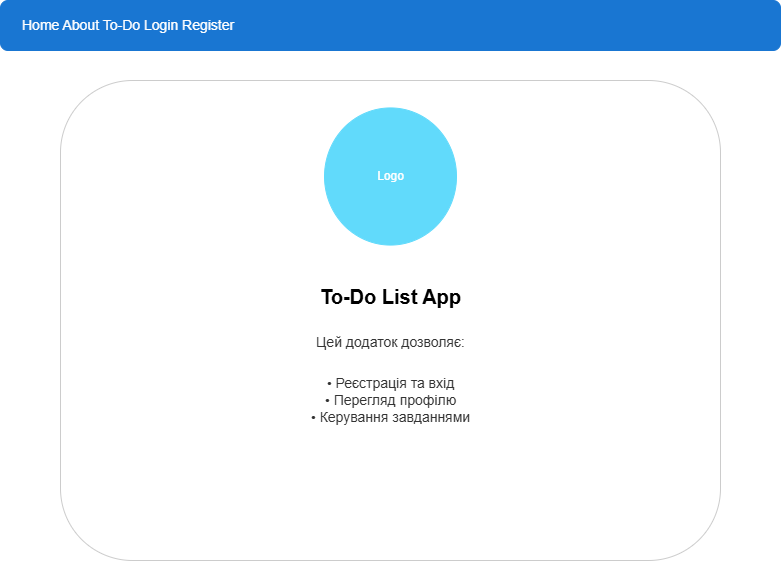 Home About To-Do Login Register
Logo
To-Do List App
Цей додаток дозволяє:
• Реєстрація та вхід
• Перегляд профілю
• Керування завданнями